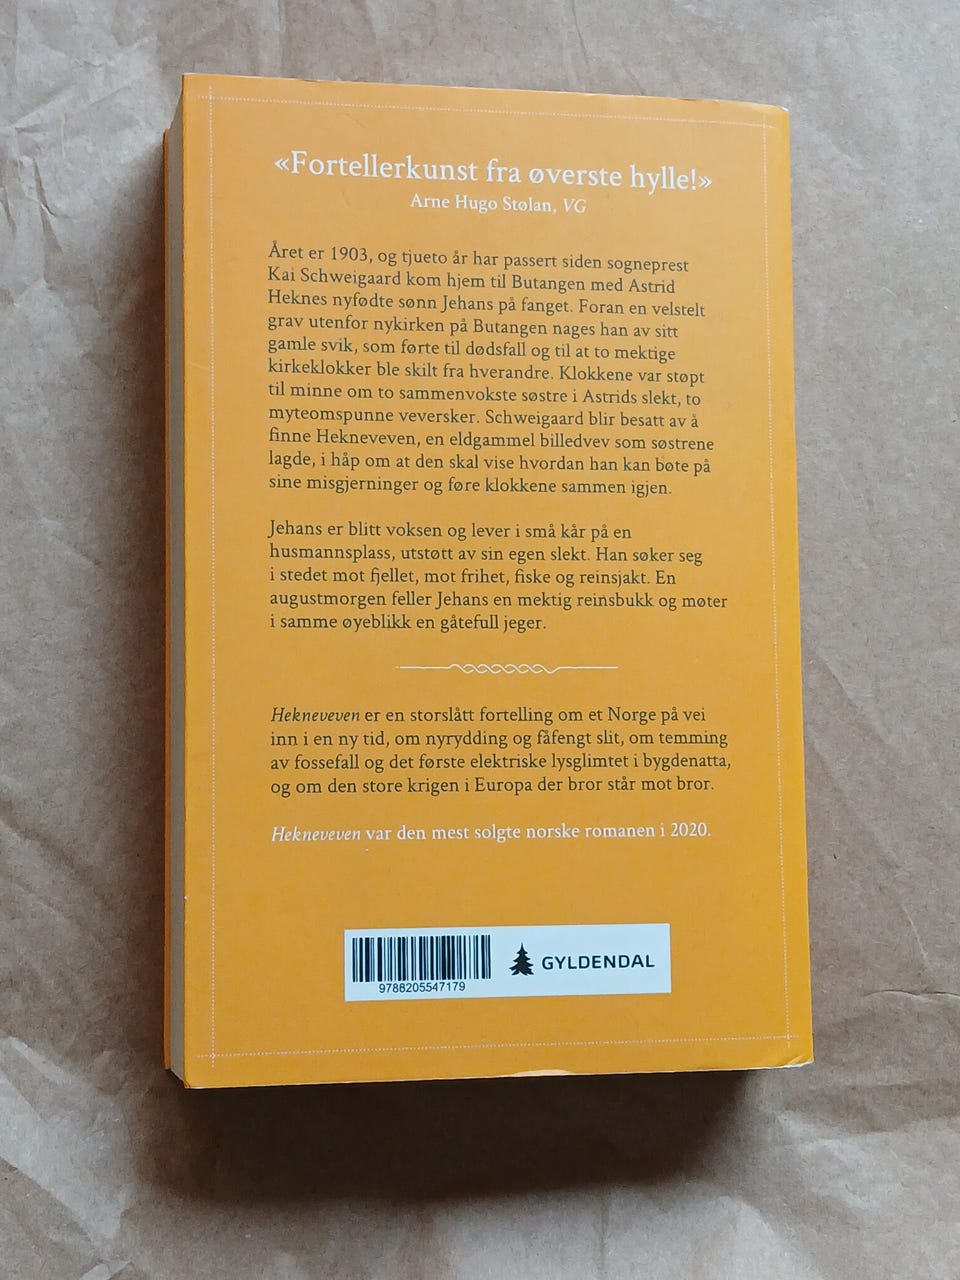 «Fortellerkunst fra øverste hylle!»
Arne Hugo Stølan, VG
Året er 1903, og tjueto år har passert siden sogneprest
Kai Schweigaard kom hjem til Butangen med Astrid
Heknes nyfødte sønn Jehans på fanget. Foran en velstelt
grav utenfor nykirken på Butangen nages han av sitt
gamle svik, som førte til dødsfall og til at to mektige
kirkeklokker ble skilt fra hverandre. Klokkene var støpt
til minne om to sammenvokste søstre i Astrids slekt, to
myteomspunne veversker. Schweigaard blir besatt av å
finne Hekneveven, en eldgammel billedvev som søstrene
lagde, i håp om at den skal vise hvordan han kan bøte på
sine misgjerninger og føre klokkene sammen igjen.
Jehans er blitt voksen og lever i små kår på en
husmannsplass, utstøtt av sin egen slekt. Han søker seg
i stedet mot fjellet, mot frihet, fiske og reinsjakt. En
augustmorgen feller Jehans en mektig reinsbukk og møter
i samme øyeblikk en gåtefull jeger.
Hekneveven er en storslått fortelling om et Norge på vei
inn i en ny tid, om nyrydding og fåfengt slit, om temming
av fossefall og det første elektriske lysglimtet i bygdenatta,
og om den store krigen i Europa der bror står mot bror.
Hekneveven var den mest solgte norske romanen i 2020.
9788205547179
GYLDENDAL